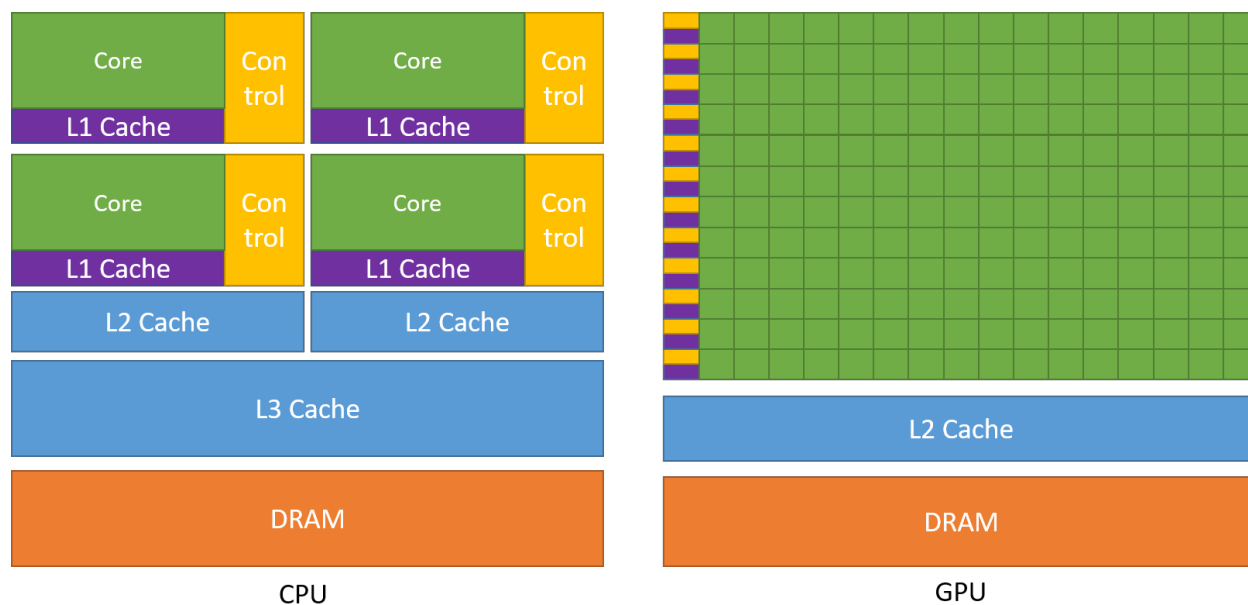 Core
Con
trol
L1 Cache
Core
Con
trol
L1 Cache
Core
Con
trol
L1 Cache
Core
Con
trol
L1 Cache
L2 Cache
L2 Cache
L3 Cache
DRAM
CPU
L2 Cache
DRAM
GPU